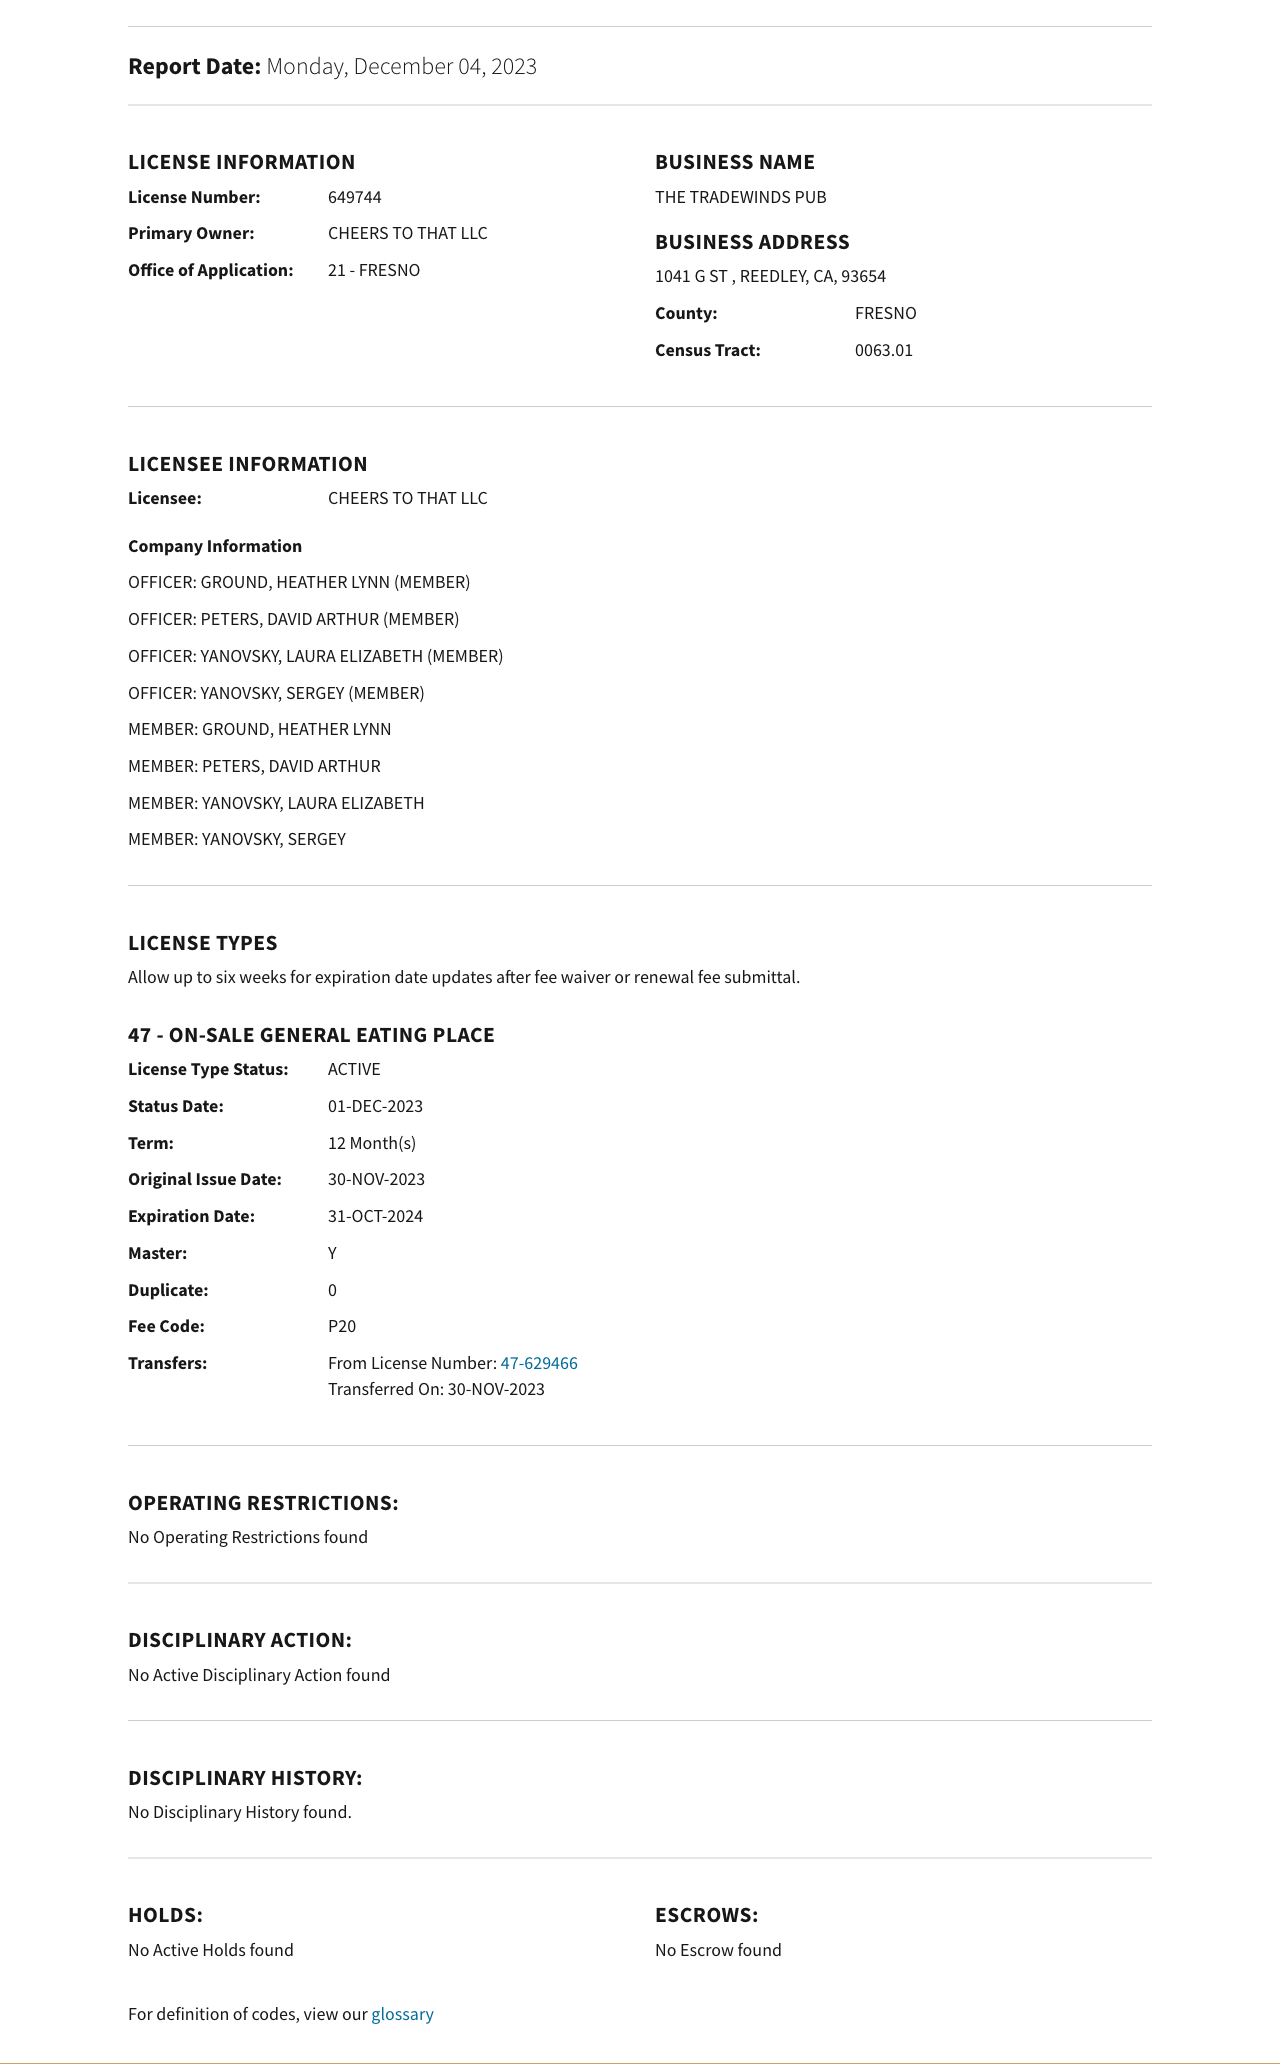 Report Date: Monday, December 04, 2023
LICENSE INFORMATION
License Number: 649744
Primary Owner: CHEERS TO THAT LLC
Office of Application: 21 - FRESNO
BUSINESS NAME
THE TRADEWINDS PUB
BUSINESS ADDRESS
1041 G ST , REEDLEY, CA, 93654
County: FRESNO
Census Tract: 0063.01
LICENSEE INFORMATION
Licensee: CHEERS TO THAT LLC
Company Information
OFFICER: GROUND, HEATHER LYNN (MEMBER)
OFFICER: PETERS, DAVID ARTHUR (MEMBER)
OFFICER: YANOVSKY, LAURA ELIZABETH (MEMBER)
OFFICER: YANOVSKY, SERGEY (MEMBER)
MEMBER: GROUND, HEATHER LYNN
MEMBER: PETERS, DAVID ARTHUR
MEMBER: YANOVSKY, LAURA ELIZABETH
MEMBER: YANOVSKY, SERGEY
LICENSE TYPES
Allow up to six weeks for expiration date updates after fee waiver or renewal fee submittal.
47 - ON-SALE GENERAL EATING PLACE
License Type Status: ACTIVE
Status Date: 01-DEC-2023
Term: 12 Month(s)
Original Issue Date: 30-NOV-2023
Expiration Date: 31-OCT-2024
Master: Y
Duplicate: 0
Fee Code: P20
Transfers: From License Number: 47-629466
Transferred On: 30-NOV-2023
OPERATING RESTRICTIONS:
No Operating Restrictions found
DISCIPLINARY ACTION:
No Active Disciplinary Action found
DISCIPLINARY HISTORY:
No Disciplinary History found.
HOLDS:
No Active Holds found
ESCROWS:
No Escrow found
For definition of codes, view our glossary